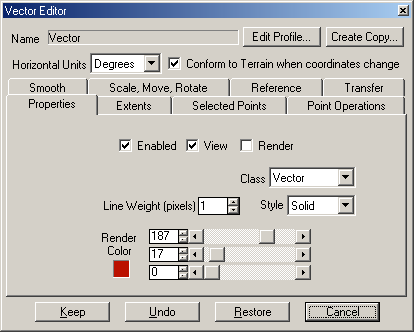 Vector Editor
Name Vector Edit Profile... Create Copy...
Horizontal Units Degrees Conform to Terrain when coordinates change
Smooth Scale, Move, Rotate Reference Transfer
Properties Extents Selected Points Point Operations
Enabled View Render
Class Vector
Line Weight (pixels) 1 Style Solid
Render Color 187
17
0
Keep Undo Restore Cancel